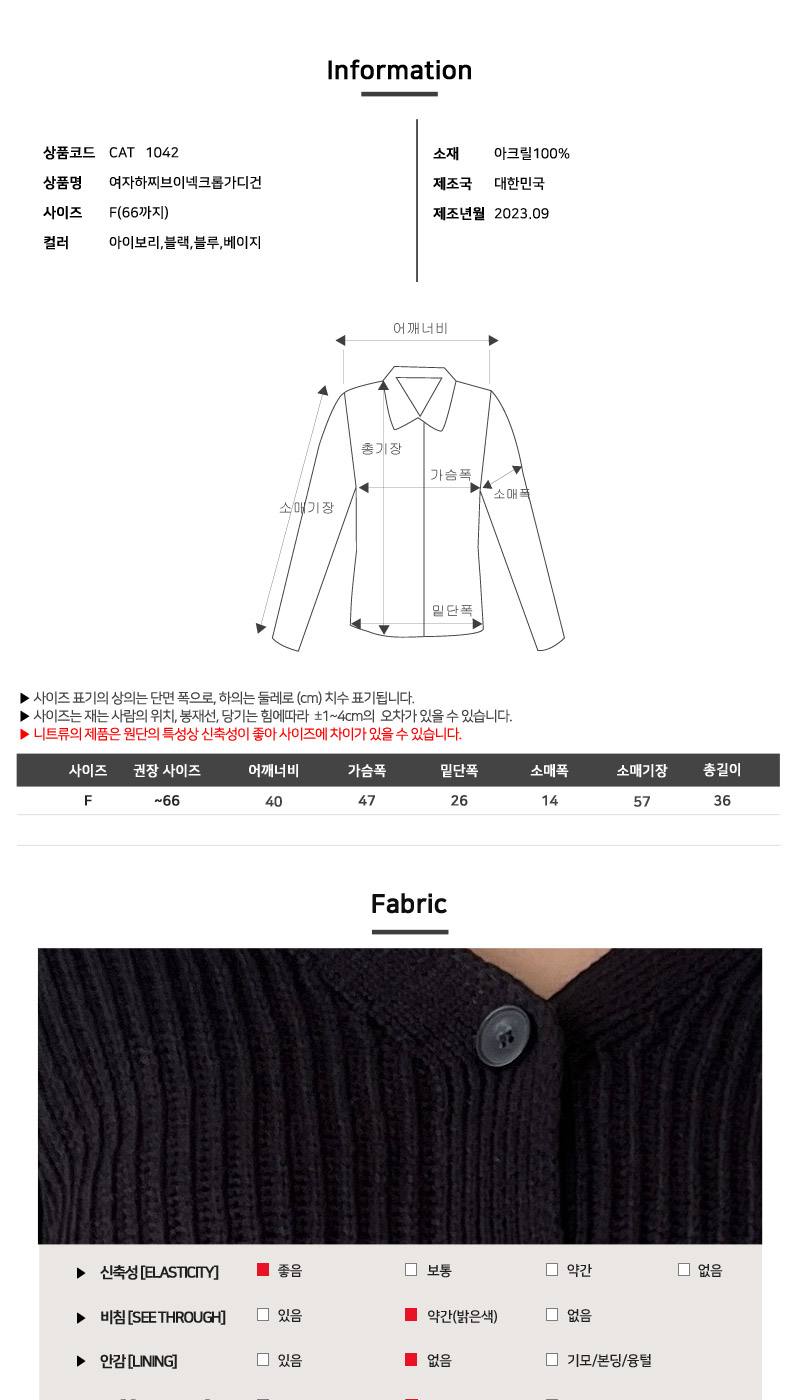 Information
상품코드 CAT 1042
상품명 여자하찌브이넥크롭가디건
사이즈 F(66까지)
컬러 아이보리,블랙,블루,베이지
소재 아크릴100%
제조국 대한민국
제조년월 2023.09
어깨너비
총기장
가슴폭
소매폭
소매기장
밑단폭
▶ 사이즈 표기의 상의는 단면 폭으로, 하의는 둘레로 (cm) 치수 표기됩니다.
▶ 사이즈는 재는 사람의 위치, 봉재선, 당기는 힘에따라 ±1~4cm의 오차가 있을 수 있습니다.
▶ 니트류의 제품은 원단의 특성상 신축성이 좋아 사이즈에 차이가 있을 수 있습니다.
사이즈 권장 사이즈 어깨너비 가슴폭 밑단폭 소매폭 소매기장 총길이
F ~66 40 47 26 14 57 36
Fabric
▶ 신축성 [ELASTICITY] 좋음 보통 약간 없음
▶ 비침 [SEE THROUGH] 있음 약간(밝은색) 없음
▶ 안감 [LINING] 있음 없음 기모/본딩/융털